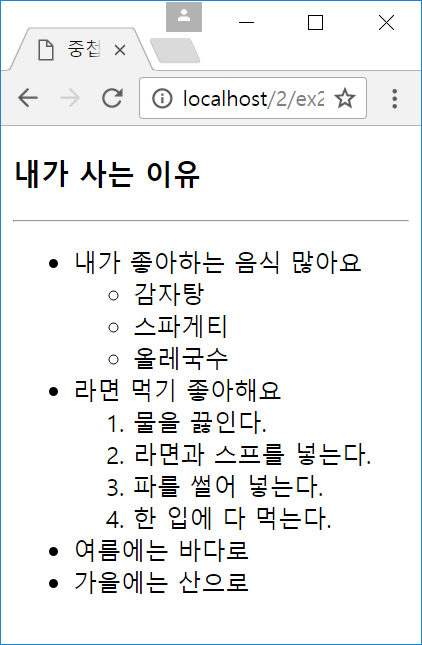 중첩
localhost/2/ex2
내가 사는 이유
내가 좋아하는 음식 많아요
감자탕
스파게티
올레국수
라면 먹기 좋아해요
1. 물을 끓인다.
2. 라면과 스프를 넣는다.
3. 파를 썰어 넣는다.
4. 한 입에 다 먹는다.
여름에는 바다로
가을에는 산으로